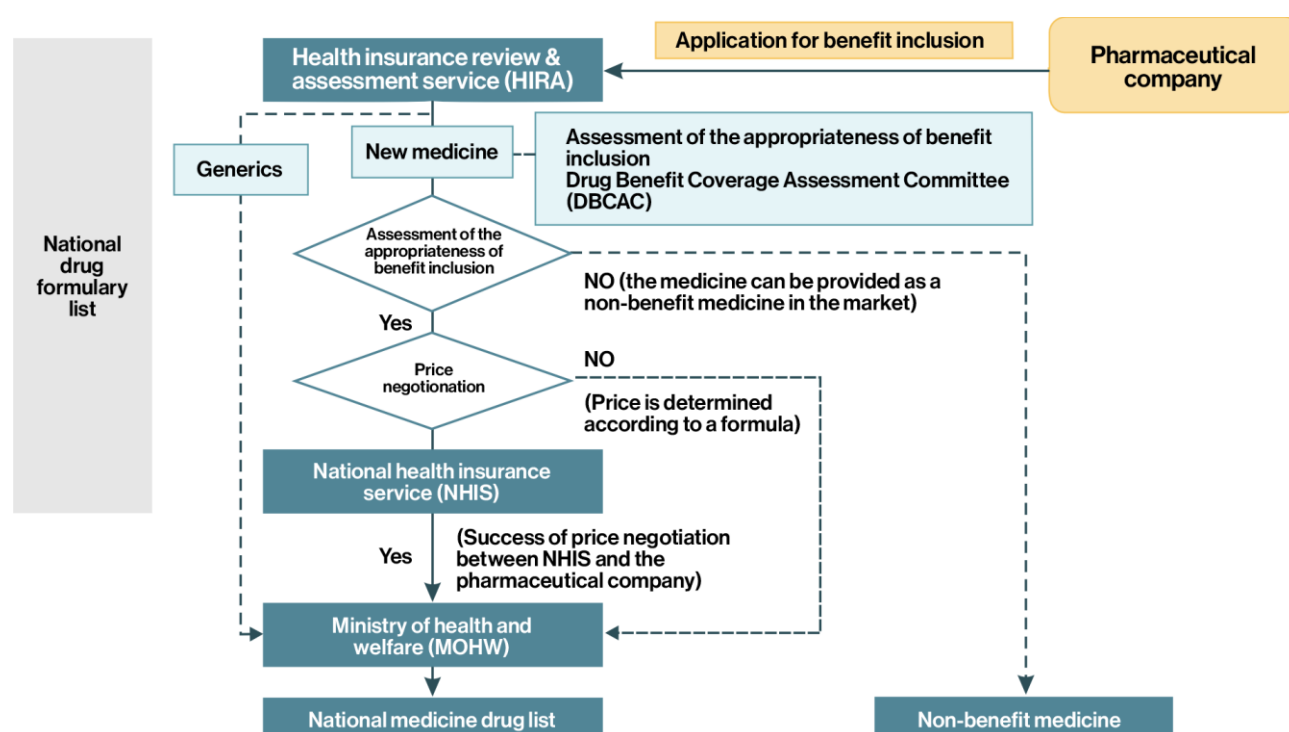 Application for benefit inclusion
Pharmaceutical
company
Health insurance review &
assessment service (HIRA)
Generics
New medicine
Assessment of the appropriateness of benefit
inclusion
Drug Benefit Coverage Assessment Committee
(DBCAC)
National
drug
formulary
list
Assessment of the
appropriateness of
benefit inclusion
NO (the medicine can be provided as a
non-benefit medicine in the market)
Yes
Price
negotionation
NO
(Price is determined
according to a formula)
National health insurance
service (NHIS)
Yes
(Success of price negotiation
between NHIS and the
pharmaceutical company)
Ministry of health and
welfare (MOHW)
National medicine drug list
Non-benefit medicine